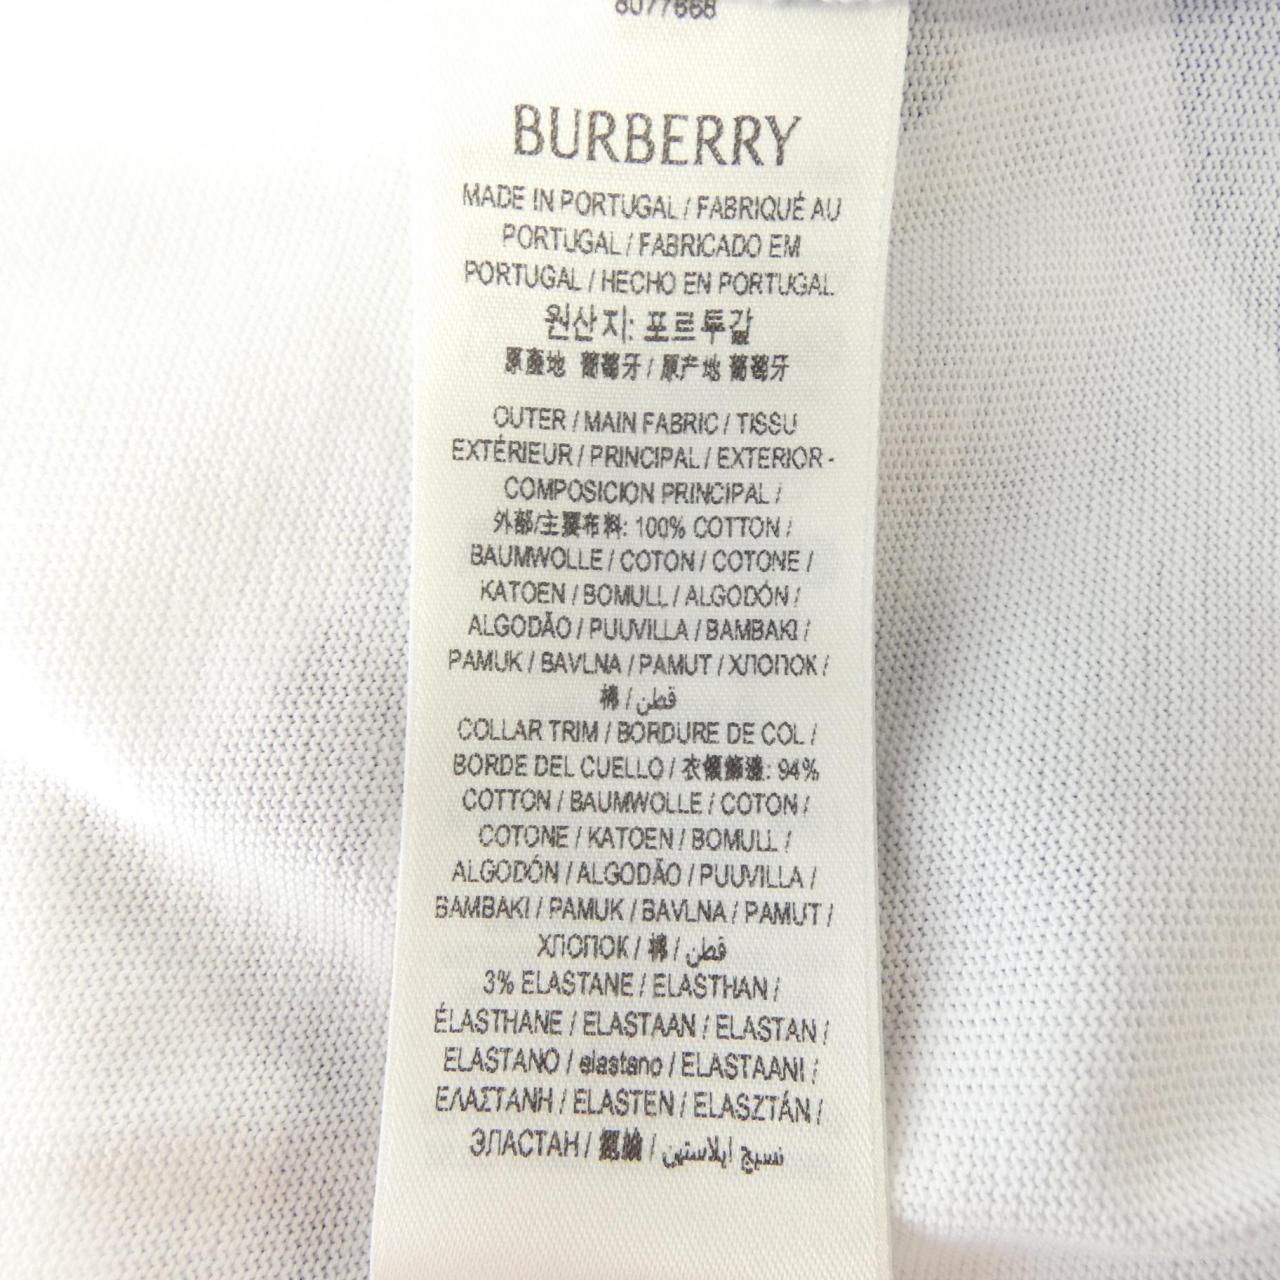 8077668
BURBERRY
MADE IN PORTUGAL / FABRIQUÉ AU
PORTUGAL / FABRICADO EM
PORTUGAL / HECHO EN PORTUGAL
원산지: 포르투갈
原產地 葡萄牙 / 原产地 葡萄牙
OUTER / MAIN FABRIC / TISSU
EXTÉRIEUR / PRINCIPAL / EXTERIOR -
COMPOSICION PRINCIPAL /
外部/主要布料: 100% COTTON /
BAUMWOLLE / COTON / COTONE /
KATOEN / BOMULL / ALGODÓN /
ALGODÃO / PUUVILLA / BAMBAKI /
PAMUK / BAVLNA / PAMUT / ХЛОПОК /
棉 / قطن
COLLAR TRIM / BORDURE DE COL /
BORDE DEL CUELLO / 衣領飾邊: 94%
COTTON / BAUMWOLLE / COTON /
COTONE / KATOEN / BOMULL /
ALGODÓN / ALGODÃO / PUUVILLA /
BAMBAKI / PAMUK / BAVLNA / PAMUT /
ХЛОПОК / 棉 / قطن
3% ELASTANE / ELASTHAN /
ÉLASTHANE / ELASTAAN / ELASTAN /
ELASTANO / elastano / ELASTAANI /
ΕΛΑΣΤΑΝΗ / ELASTEN / ELASZTÁN /
ЭЛАСТАН / نسيج ايلاستين